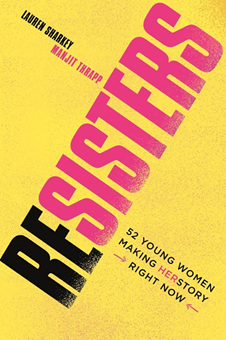 LAUREN SHARKEY
MANJIT THAPP
RESISTERS
52 YOUNG WOMEN
MAKING HERSTORY
RIGHT NOW